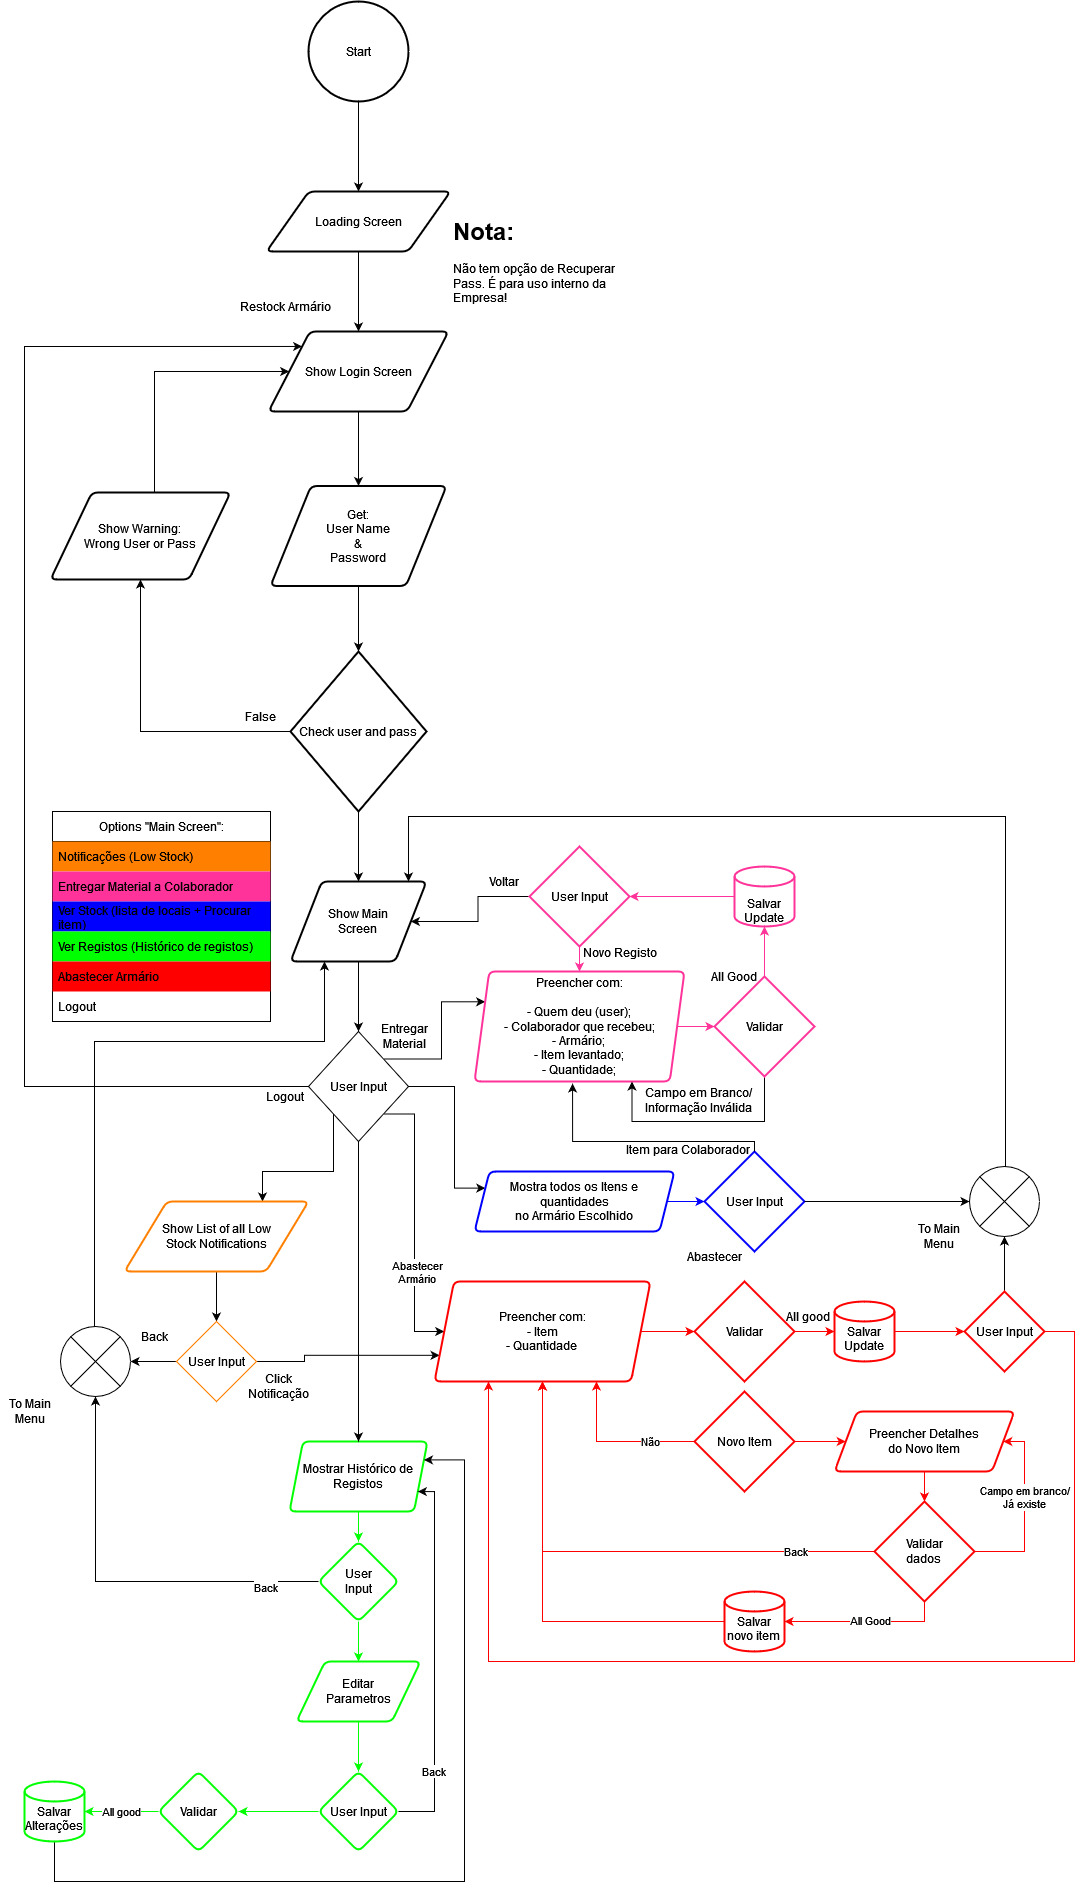 Start
Loading Screen
Nota:
Não tem opção de Recuperar
Pass. É para uso interno da
Empresa!
Restock Armário
Show Login Screen
Get:
User Name
&
Password
Show Warning:
Wrong User or Pass
False
Check user and pass
Options "Main Screen":
Notificações (Low Stock)
Entregar Material a Colaborador
Ver Stock (lista de locais + Procurar
item)
Ver Registos (Histórico de registos)
Abastecer Armário
Logout
Show Main
Screen
Voltar
User Input
Salvar
Update
Novo Registo
All Good
Preencher com:
- Quem deu (user);
- Colaborador que recebeu;
- Armário;
- Item levantado;
- Quantidade;
Validar
Entregar
Material
User Input
Logout
Campo em Branco/
Informação Inválida
Item para Colaborador
Mostra todos os Itens e
quantidades
no Armário Escolhido
User Input
To Main
Menu
Abastecer
Show List of all Low
Stock Notifications
Abastecer
Armário
Preencher com:
- Item
- Quantidade
Validar
All good
Salvar
Update
User Input
Back
User Input
Click
Notificação
To Main
Menu
Não
Novo Item
Preencher Detalhes
do Novo Item
Campo em branco/
Já existe
Mostrar Histórico de
Registos
Back
Validar
dados
User
Input
Back
All Good
Salvar
novo item
Editar
Parametros
Back
Salvar
Alterações
All good
Validar
User Input